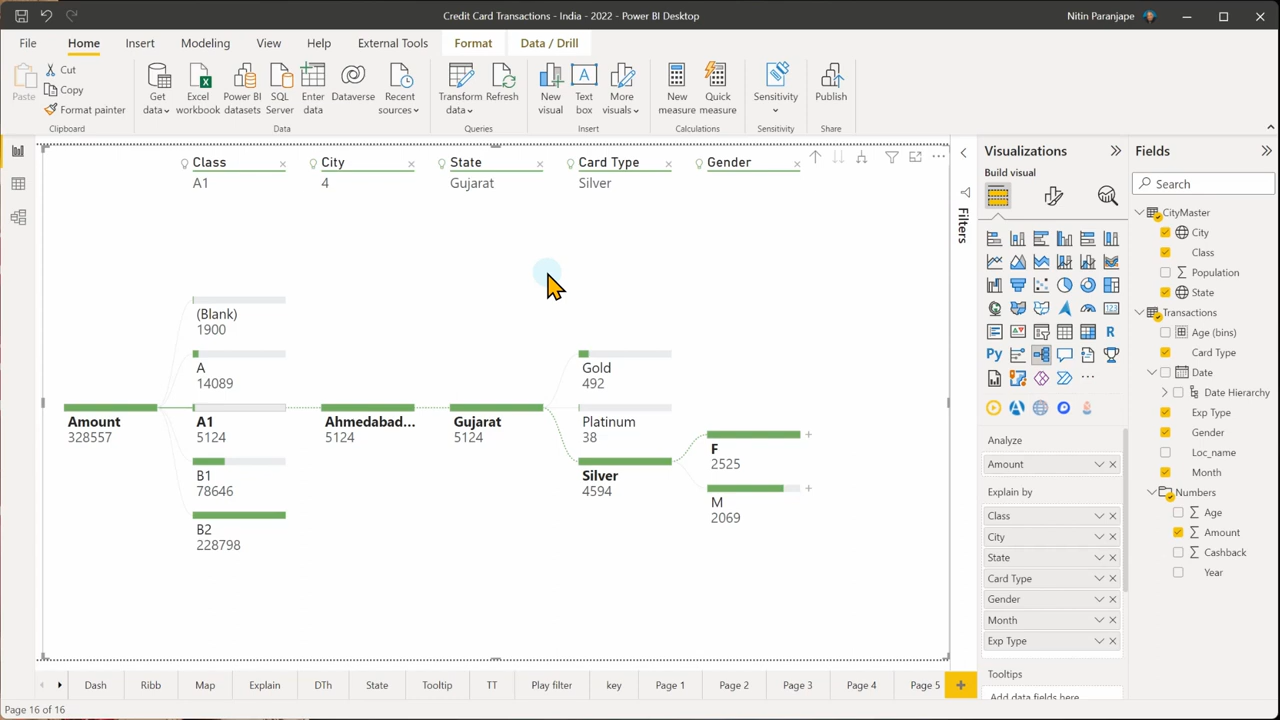 Credit Card Transactions - India - 2022 - Power BI Desktop
Nitin Paranjape
File
Home
Insert
Modeling
View
Help
External Tools
Format
Data / Drill
Paste
Cut
Copy
Format painter
Clipboard
Get data
Excel workbook
Power BI datasets
SQL Server
Enter data
Dataverse
Recent sources
Data
Transform data
Refresh
Queries
New visual
Text box
More visuals
Insert
New measure
Quick measure
Calculations
Sensitivity
Sensitivity
Publish
Share
Class
A1
City
4
State
Gujarat
Card Type
Silver
Gender
Amount
328557
(Blank)
1900
A
14089
A1
5124
B1
78646
B2
228798
Ahmedabad...
5124
Gujarat
5124
Gold
492
Platinum
38
Silver
4594
F
2525
M
2069
Filters
Visualizations
Build visual
R
Py
123
Analyze
Amount
Explain by
Class
City
State
Card Type
Gender
Month
Exp Type
Tooltips
Add data fields here
Fields
Search
CityMaster
City
Class
Population
State
Transactions
Age (bins)
Card Type
Date
Date Hierarchy
Exp Type
Gender
Loc_name
Month
Numbers
Age
Amount
Cashback
Year
Dash
Ribb
Map
Explain
DTh
State
Tooltip
TT
Play filter
key
Page 1
Page 2
Page 3
Page 4
Page 5
Page 16 of 16